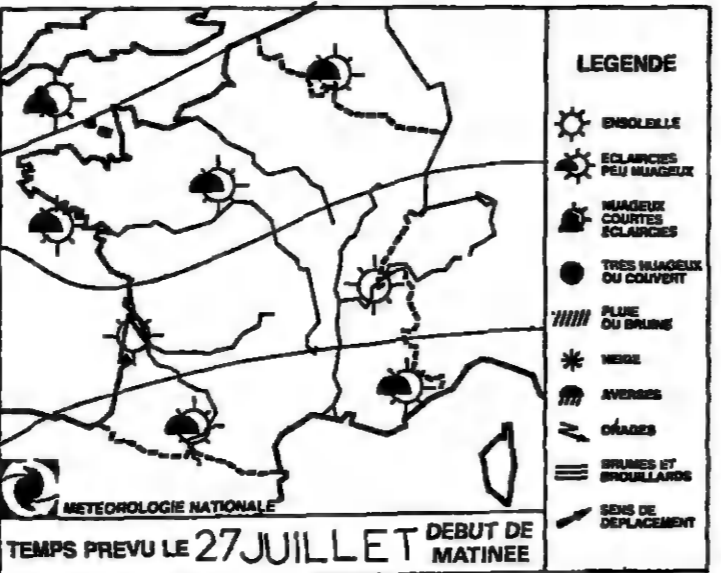 LEGENDE
ENSOLEILLE
ECLAIRCIES
PEU NUAGEUX
NUAGEUX
COURTES
ECLAIRCIES
TRES NUAGEUX
OU COUVERT
PLUIE
OU BRUINE
NEIGE
AVERSES
ORAGES
BRUMES ET
BROUILLARDS
SENS DE
DEPLACEMENT
METEOROLOGIE NATIONALE
TEMPS PREVU LE 27 JUILLET DEBUT DE
MATINEE